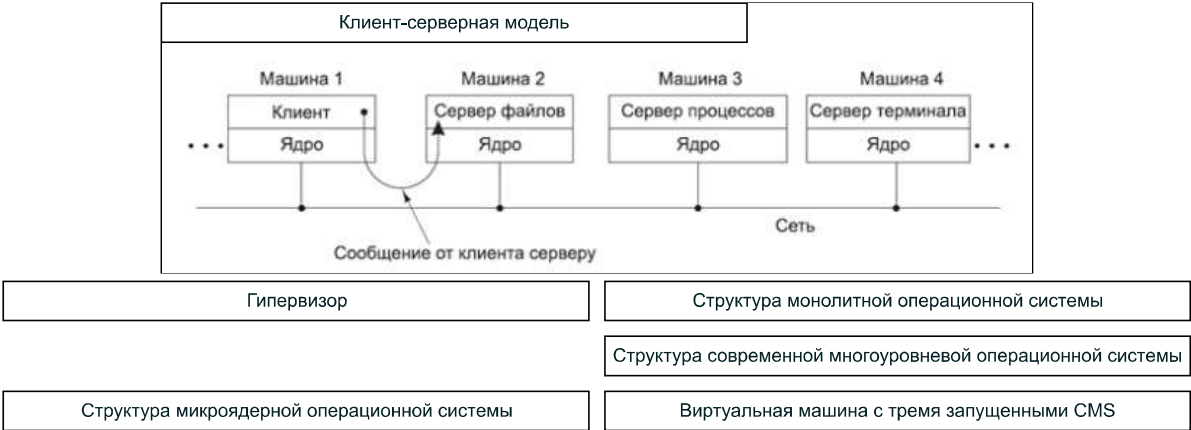 Клиент-серверная модель
Машина 1 Машина 2 Машина 3 Машина 4
Клиент Сервер файлов Сервер процессов Сервер терминала
Ядро Ядро Ядро Ядро
Сеть
Сообщение от клиента серверу
Гипервизор Структура монолитной операционной системы
Структура современной многоуровневой операционной системы
Структура микроядерной операционной системы Виртуальная машина с тремя запущенными CMS